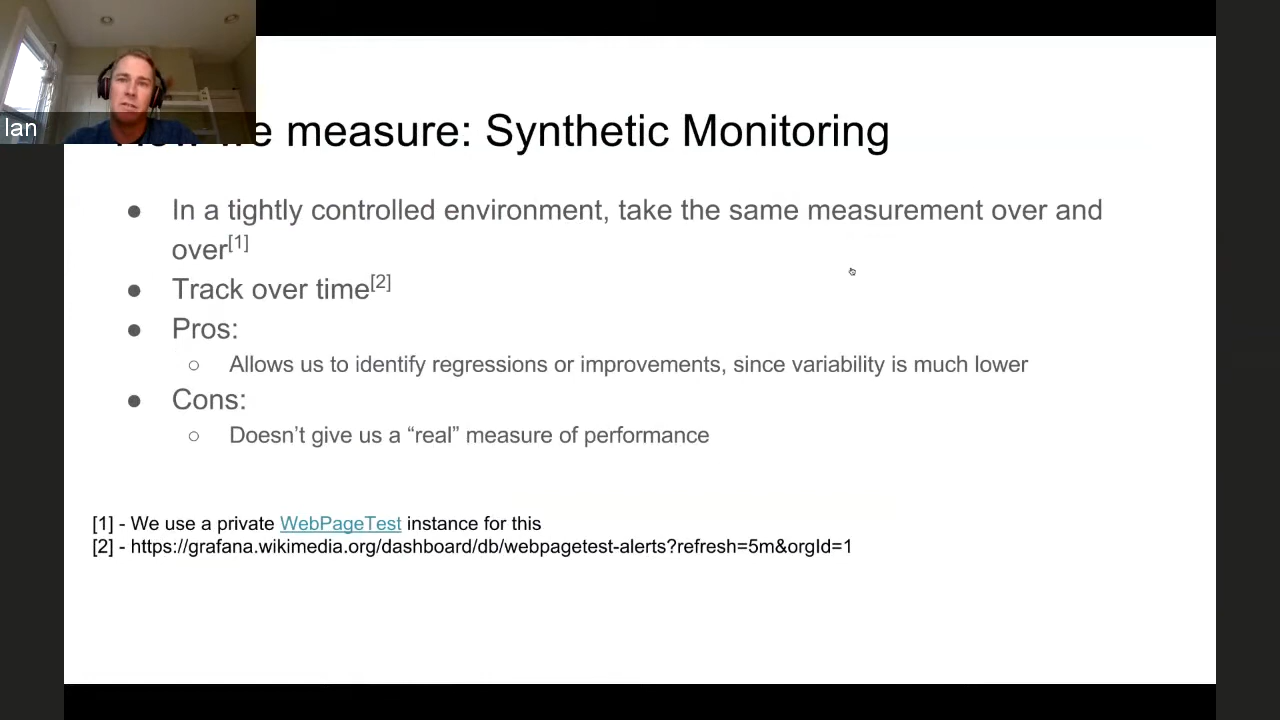 Ian
we measure: Synthetic Monitoring
● In a tightly controlled environment, take the same measurement over and
over[1]
● Track over time[2]
● Pros:
○ Allows us to identify regressions or improvements, since variability is much lower
● Cons:
○ Doesn’t give us a “real” measure of performance
[1] - We use a private WebPageTest instance for this
[2] - https://grafana.wikimedia.org/dashboard/db/webpagetest-alerts?refresh=5m&orgId=1